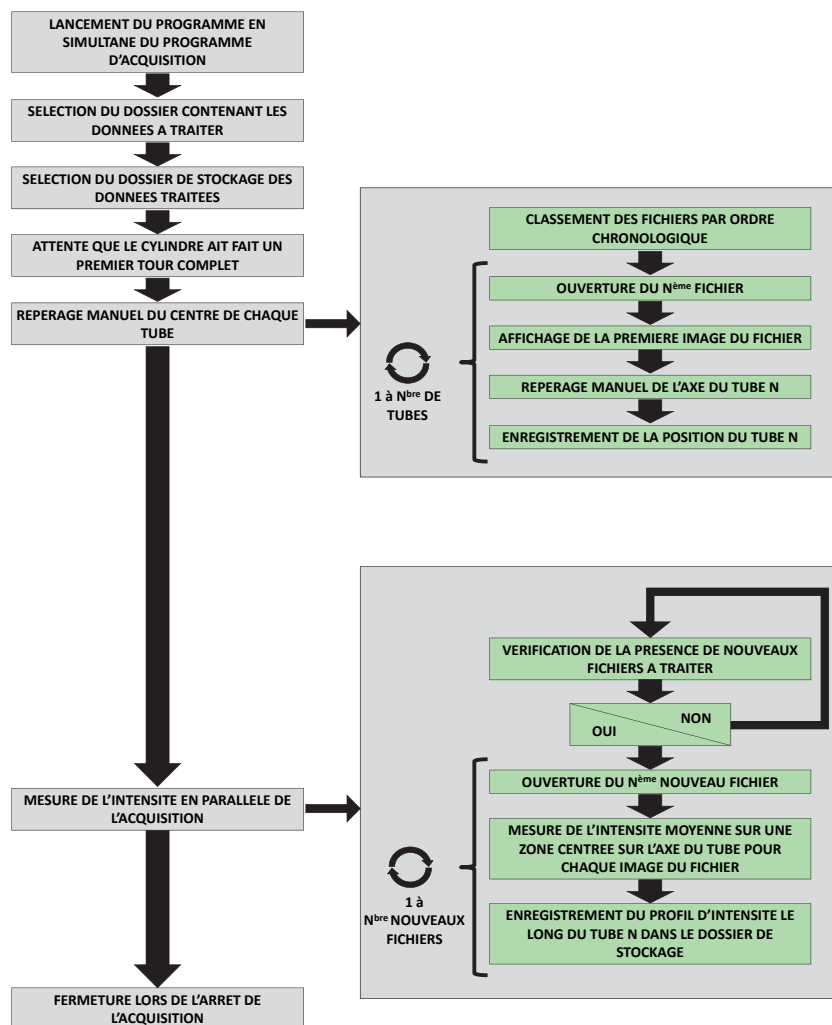 LANCEMENT DU PROGRAMME EN
SIMULTANE DU PROGRAMME
D'ACQUISITION
SELECTION DU DOSSIER CONTENANT LES
DONNEES A TRAITER
SELECTION DU DOSSIER DE STOCKAGE DES
DONNEES TRAITEES
ATTENTE QUE LE CYLINDRE AIT FAIT UN
PREMIER TOUR COMPLET
REPERAGE MANUEL DU CENTRE DE CHAQUE
TUBE
CLASSEMENT DES FICHIERS PAR ORDRE
CHRONOLOGIQUE
OUVERTURE DU Nème FICHIER
AFFICHAGE DE LA PREMIERE IMAGE DU FICHIER
REPERAGE MANUEL DE L'AXE DU TUBE N
ENREGISTREMENT DE LA POSITION DU TUBE N
1 à Nbre DE
TUBES
VERIFICATION DE LA PRESENCE DE NOUVEAUX
FICHIERS A TRAITER
NON
OUI
MESURE DE L'INTENSITE EN PARALLELE DE
L'ACQUISITION
OUVERTURE DU Nème NOUVEAU FICHIER
MESURE DE L'INTENSITE MOYENNE SUR UNE
ZONE CENTREE SUR L'AXE DU TUBE POUR
CHAQUE IMAGE DU FICHIER
ENREGISTREMENT DU PROFIL D'INTENSITE LE
LONG DU TUBE N DANS LE DOSSIER DE
STOCKAGE
1 à
Nbre NOUVEAUX
FICHIERS
FERMETURE LORS DE L'ARRET DE
L'ACQUISITION